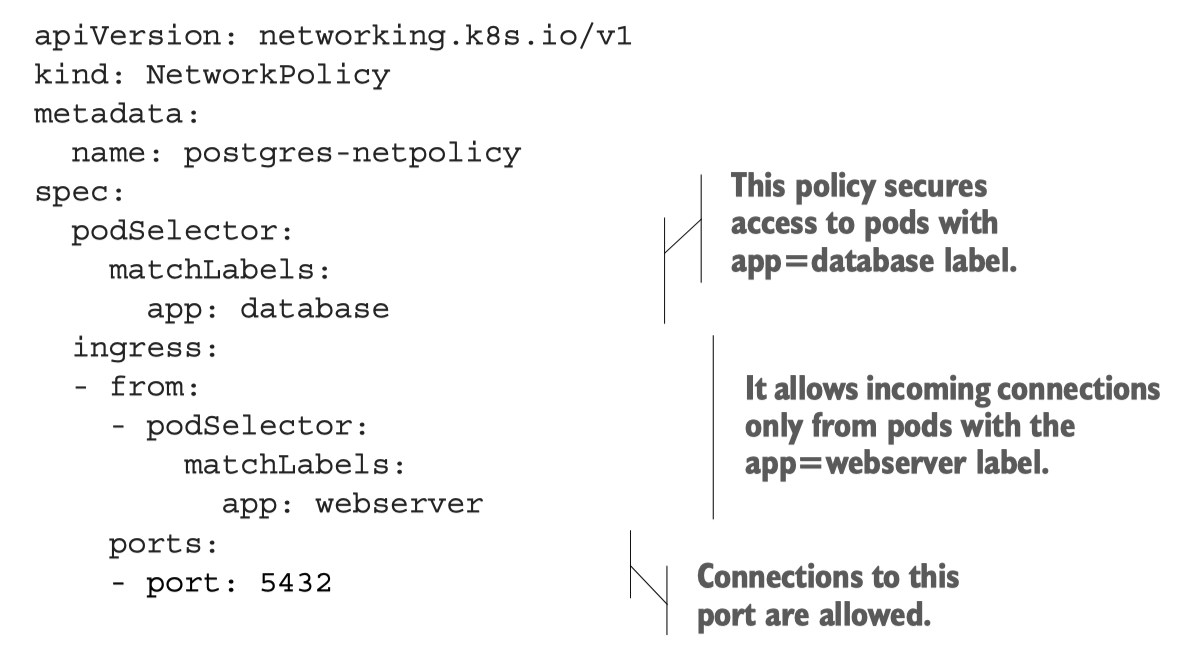 apiVersion: networking.k8s.io/v1
kind: NetworkPolicy
metadata:
  name: postgres-netpolicy
spec:
  podSelector:
    matchLabels:
      app: database
  ingress:
  - from:
    - podSelector:
        matchLabels:
          app: webserver
    ports:
    - port: 5432
This policy secures
access to pods with
app=database label.
It allows incoming connections
only from pods with the
app=webserver label.
Connections to this
port are allowed.